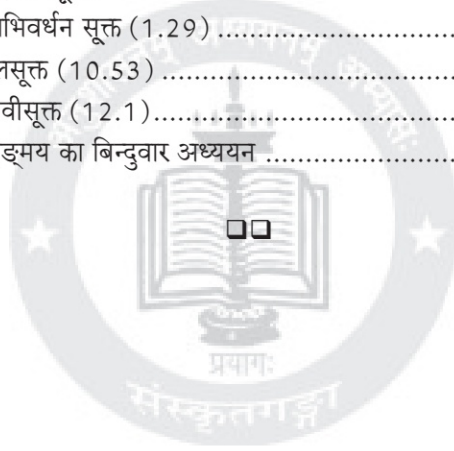 भिवर्धन सूक्त (1.29) ........................
सूक्त (10.53) ........................
वीसूक्त (12.1)........................
ङ्मय का बिन्दुवार अध्ययन ........................
प्रयागः
संस्कृतगङ्गा